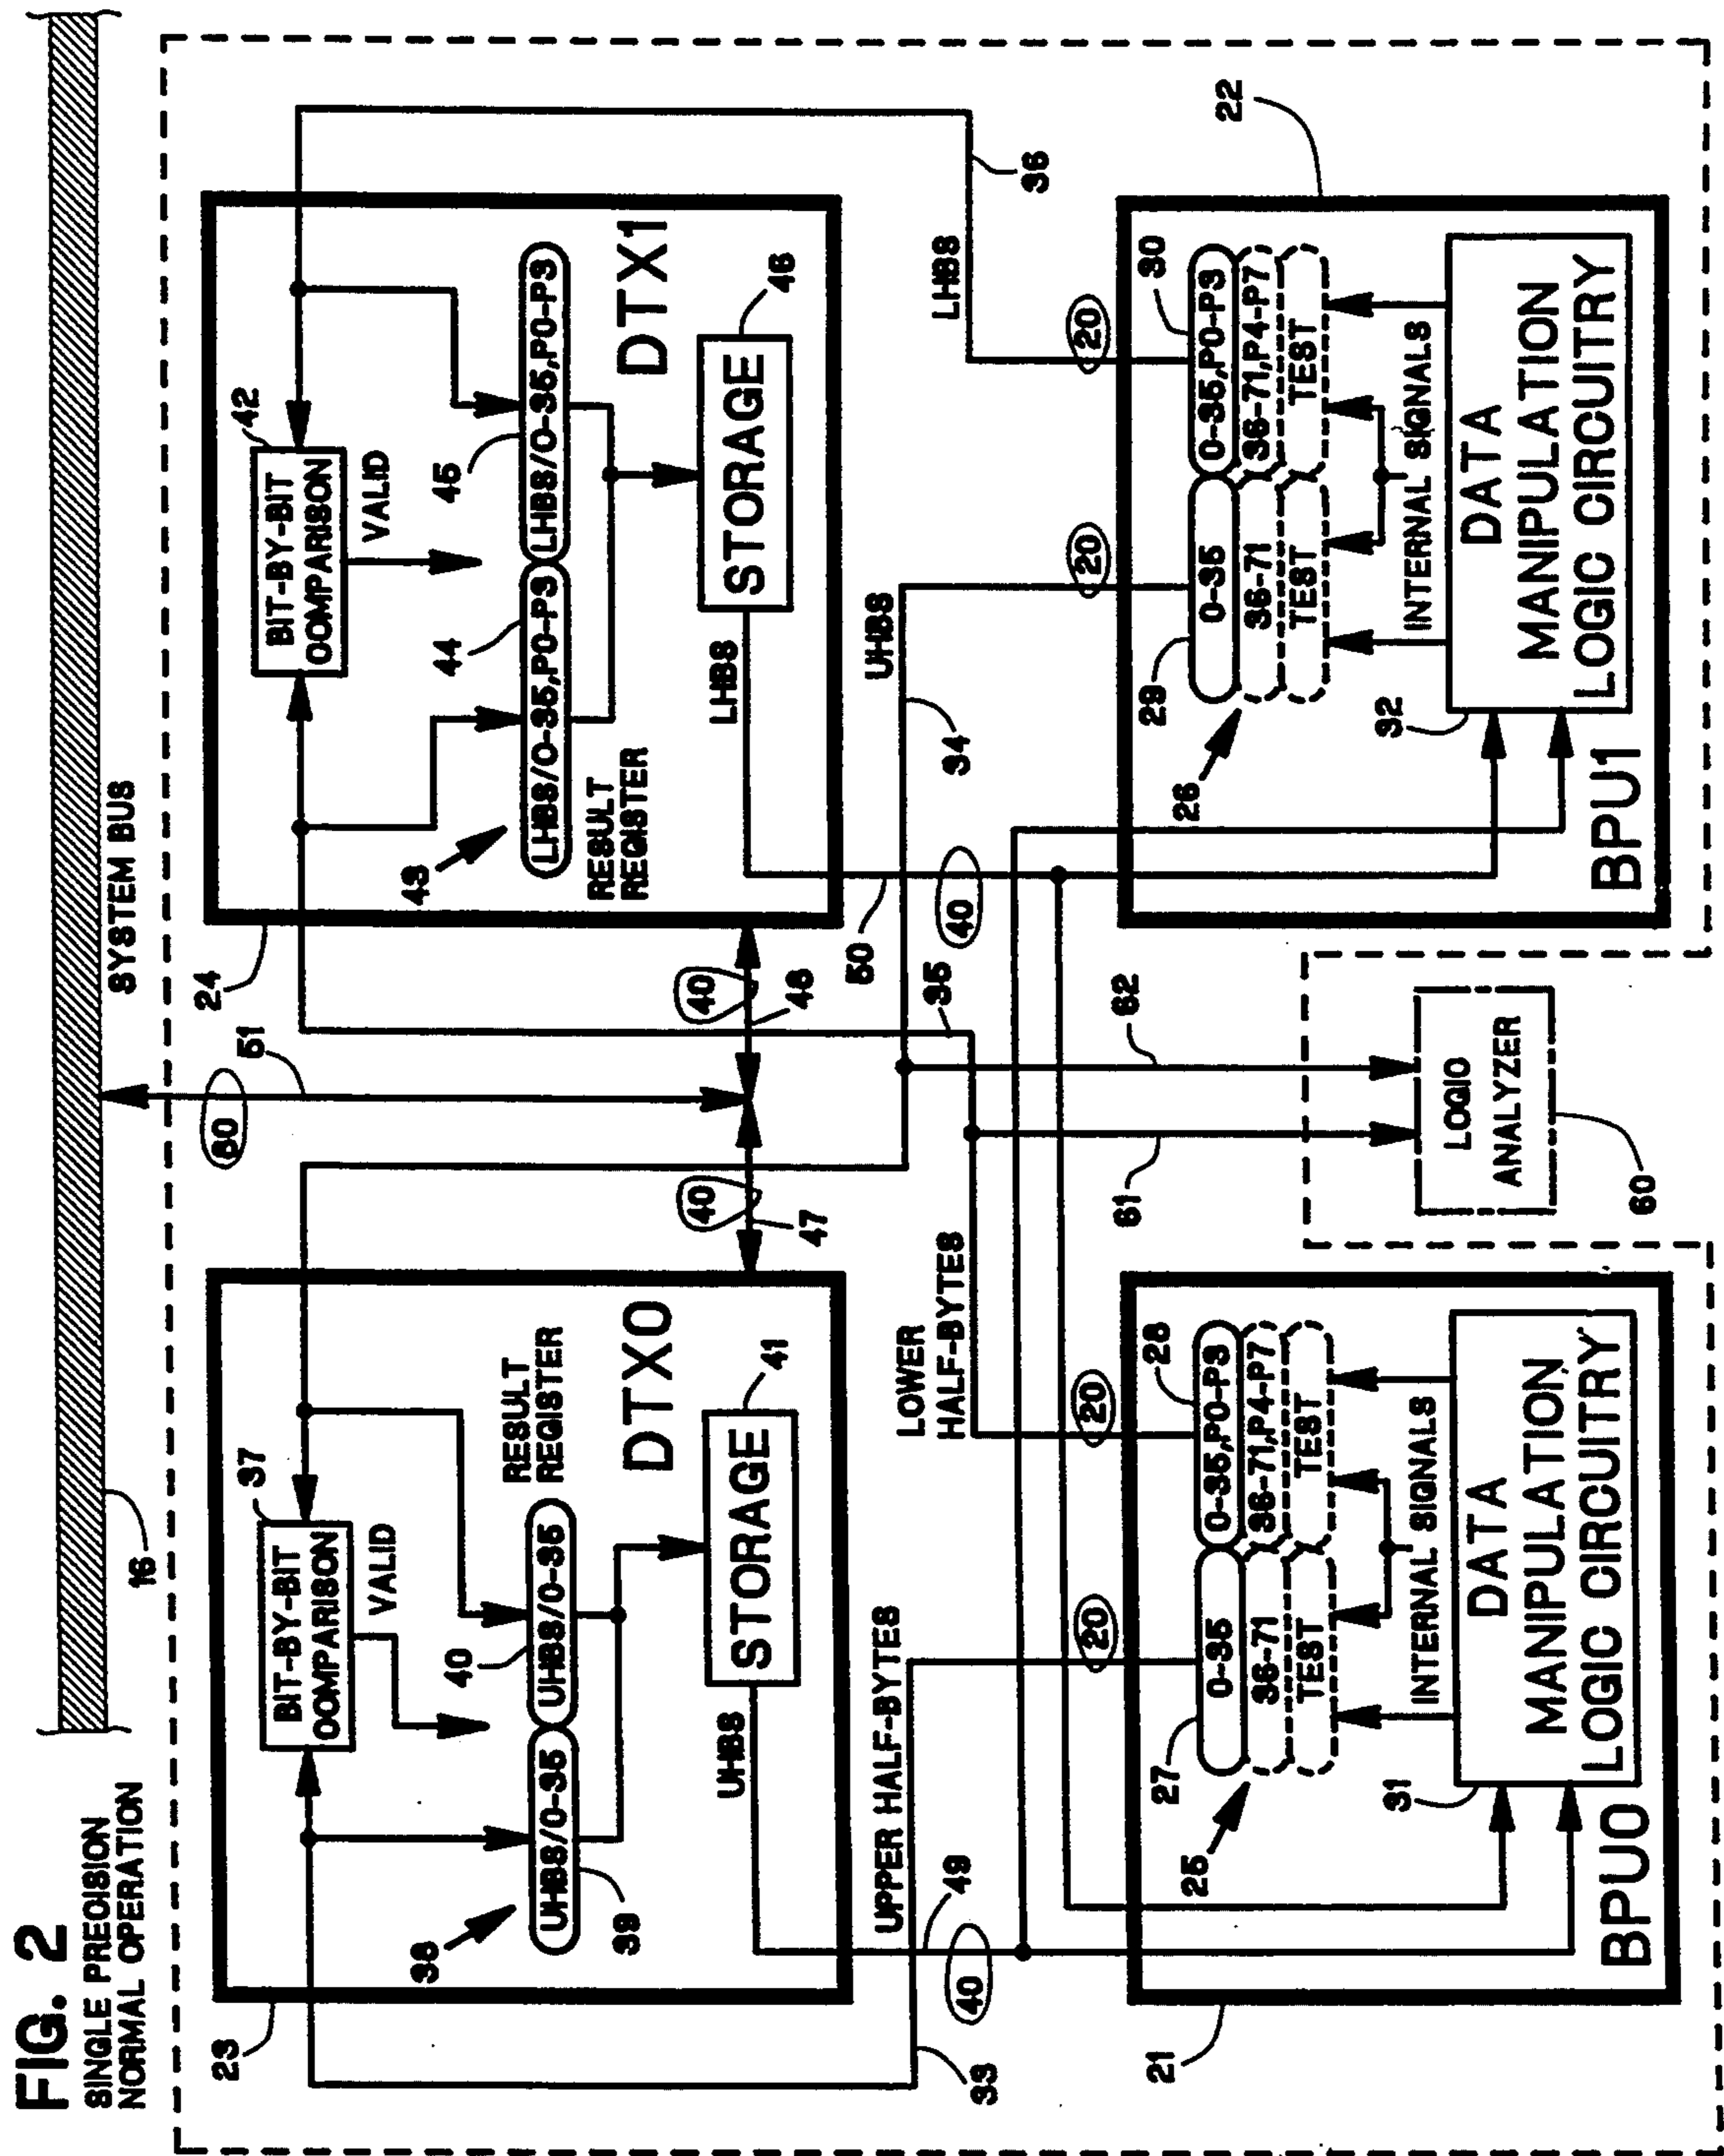 FIG. 2
SINGLE PRECISION
NORMAL OPERATION
16
SYSTEM BUS
80
51
23
37
BIT-BY-BIT
COMPARISON
VALID
38
39
UHBS/0-35
40
UHBS/0-35
RESULT
REGISTER
DTX0
41
STORAGE
UHBS
40
47
24
42
BIT-BY-BIT
COMPARISON
VALID
43
44
LHBS/0-35,P0-P3
45
LHBS/0-35,P0-P3
RESULT
REGISTER
DTX1
46
STORAGE
LHBS
40
48
33
40
49
UPPER HALF-BYTES
LOWER
HALF-BYTES
35
50
40
34
UHBS
LHBS
36
20
20
20
20
21
25
27
0-35
28
0-35,P0-P3
36-71
36-71,P4-P7
TEST
TEST
INTERNAL SIGNALS
31
DATA
MANIPULATION
LOGIC CIRCUITRY
BPU0
61
62
LOGIC
ANALYZER
60
22
26
29
0-35
30
0-35,P0-P3
36-71
36-71,P4-P7
TEST
TEST
INTERNAL SIGNALS
32
DATA
MANIPULATION
LOGIC CIRCUITRY
BPU1